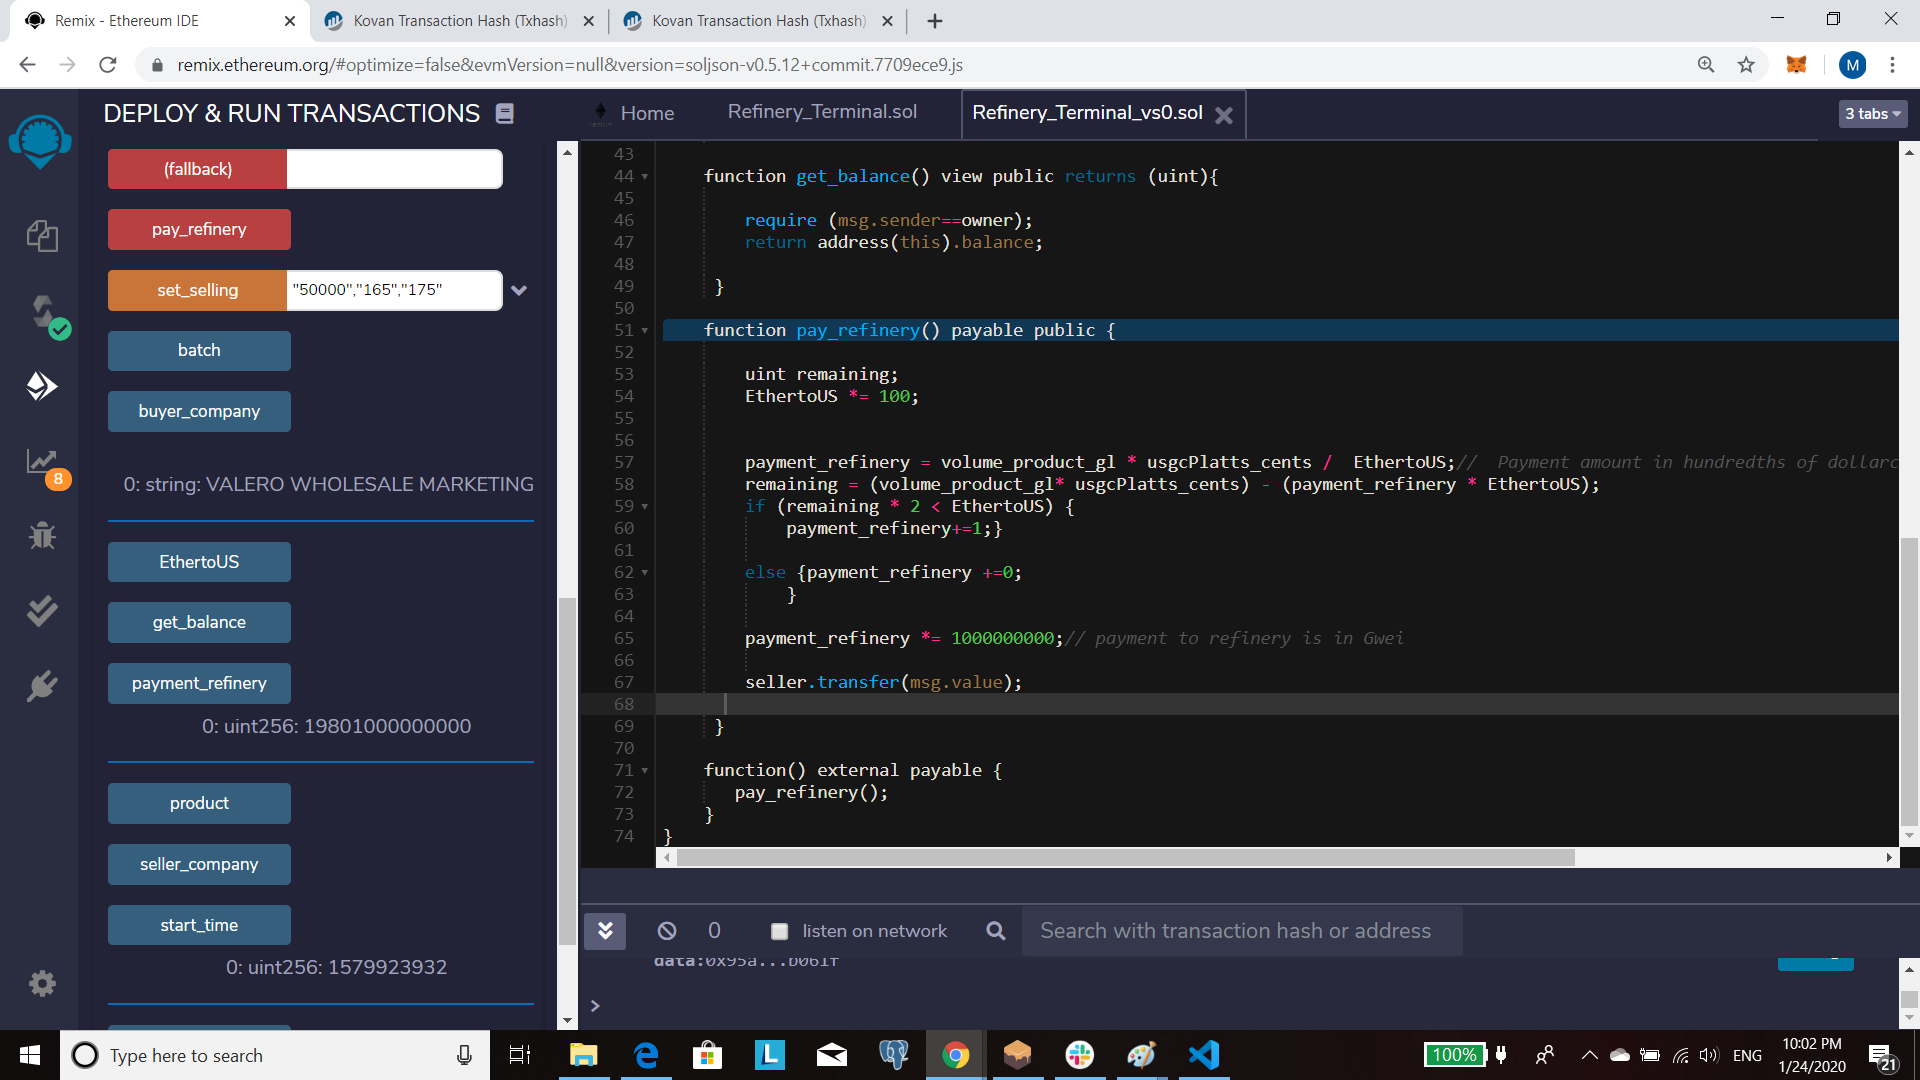 Remix - Ethereum IDE
Kovan Transaction Hash (Txhash)
Kovan Transaction Hash (Txhash)
remix.ethereum.org/#optimize=false&evmVersion=null&version=soljson-v0.5.12+commit.7709ece9.js
M
DEPLOY & RUN TRANSACTIONS
Home
Refinery_Terminal.sol
Refinery_Terminal_vs0.sol
3 tabs
(fallback)
pay_refinery
set_selling "50000","165","175"
batch
buyer_company
0: string: VALERO WHOLESALE MARKETING
EthertoUS
get_balance
payment_refinery
0: uint256: 19801000000000
product
seller_company
start_time
0: uint256: 1579923932
8
43
44 function get_balance() view public returns (uint){
45
46 require (msg.sender==owner);
47 return address(this).balance;
48
49 }
50
51 function pay_refinery() payable public {
52
53 uint remaining;
54 EthertoUS *= 100;
55
56
57 payment_refinery = volume_product_gl * usgcPlatts_cents / EthertoUS;// Payment amount in hundredths of dollarc
58 remaining = (volume_product_gl* usgcPlatts_cents) - (payment_refinery * EthertoUS);
59 if (remaining * 2 < EthertoUS) {
60 payment_refinery+=1;}
61
62 else {payment_refinery +=0;
63 }
64
65 payment_refinery *= 1000000000;// payment to refinery is in Gwei
66
67 seller.transfer(msg.value);
68
69 }
70
71 function() external payable {
72 pay_refinery();
73 }
74 }
0
listen on network
Search with transaction hash or address
data:0x95a...b061f
>
Type here to search
L
100%
ENG
10:02 PM
1/24/2020
21